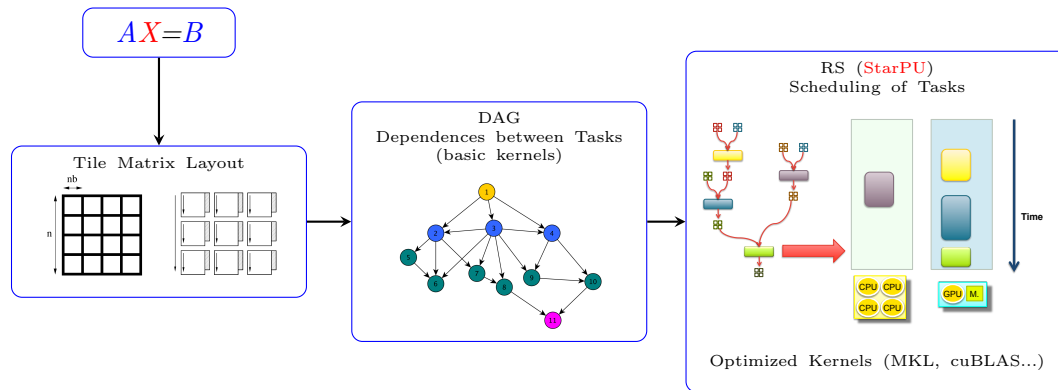 AX=B
Tile Matrix Layout
nb
n
DAG
Dependences between Tasks
(basic kernels)
1
2
3
4
5
6
7
8
9
10
11
RS (StarPU)
Scheduling of Tasks
Time
CPU CPU
CPU CPU
GPU M.
Optimized Kernels (MKL, cuBLAS...)